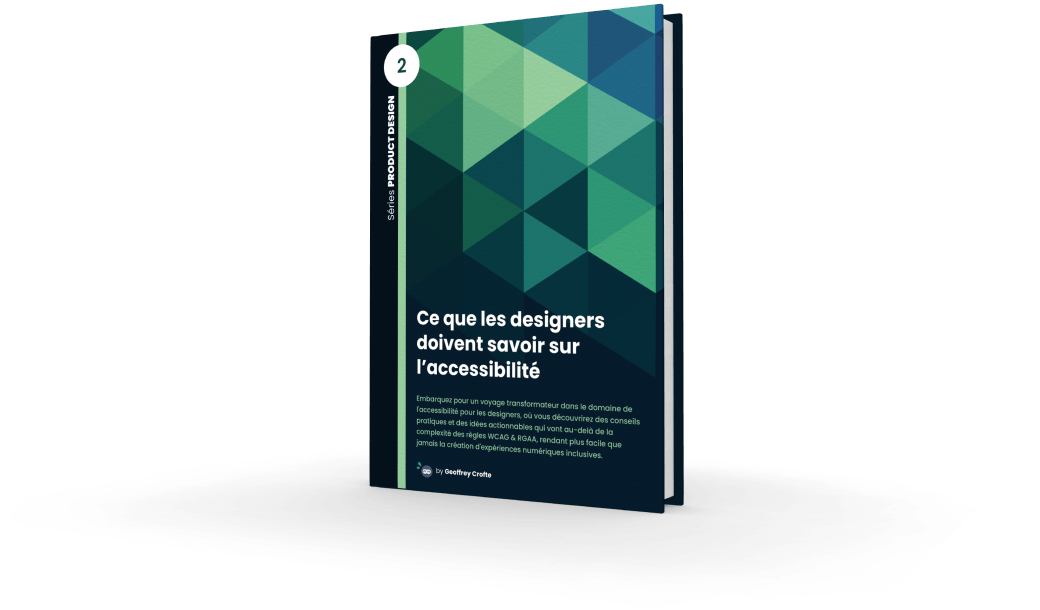 2
Séries PRODUCT DESIGN
Ce que les designers
doivent savoir sur
l’accessibilité
Embarquez pour un voyage transformateur dans le domaine de
l'accessibilité pour les designers, où vous découvrirez des conseils
pratiques et des idées actionnables qui vont au-delà de la
complexité des règles WCAG & RGAA, rendant plus facile que
jamais la création d'expériences numériques inclusives.
by Geoffrey Crofte